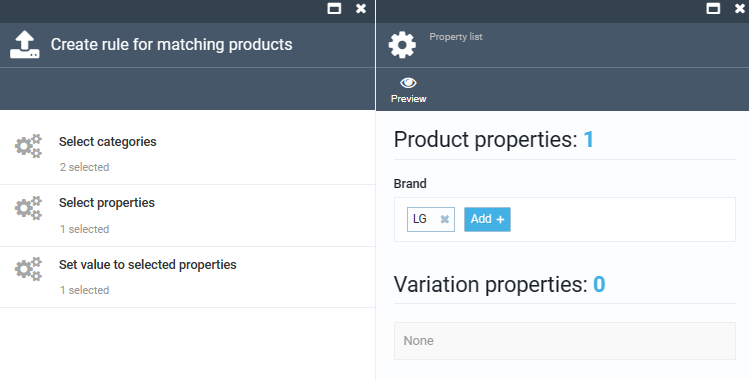 Create rule for matching products
Select categories
2 selected
Select properties
1 selected
Set value to selected properties
1 selected
Property list
Preview
Product properties: 1
Brand
LG
Add +
Variation properties: 0
None